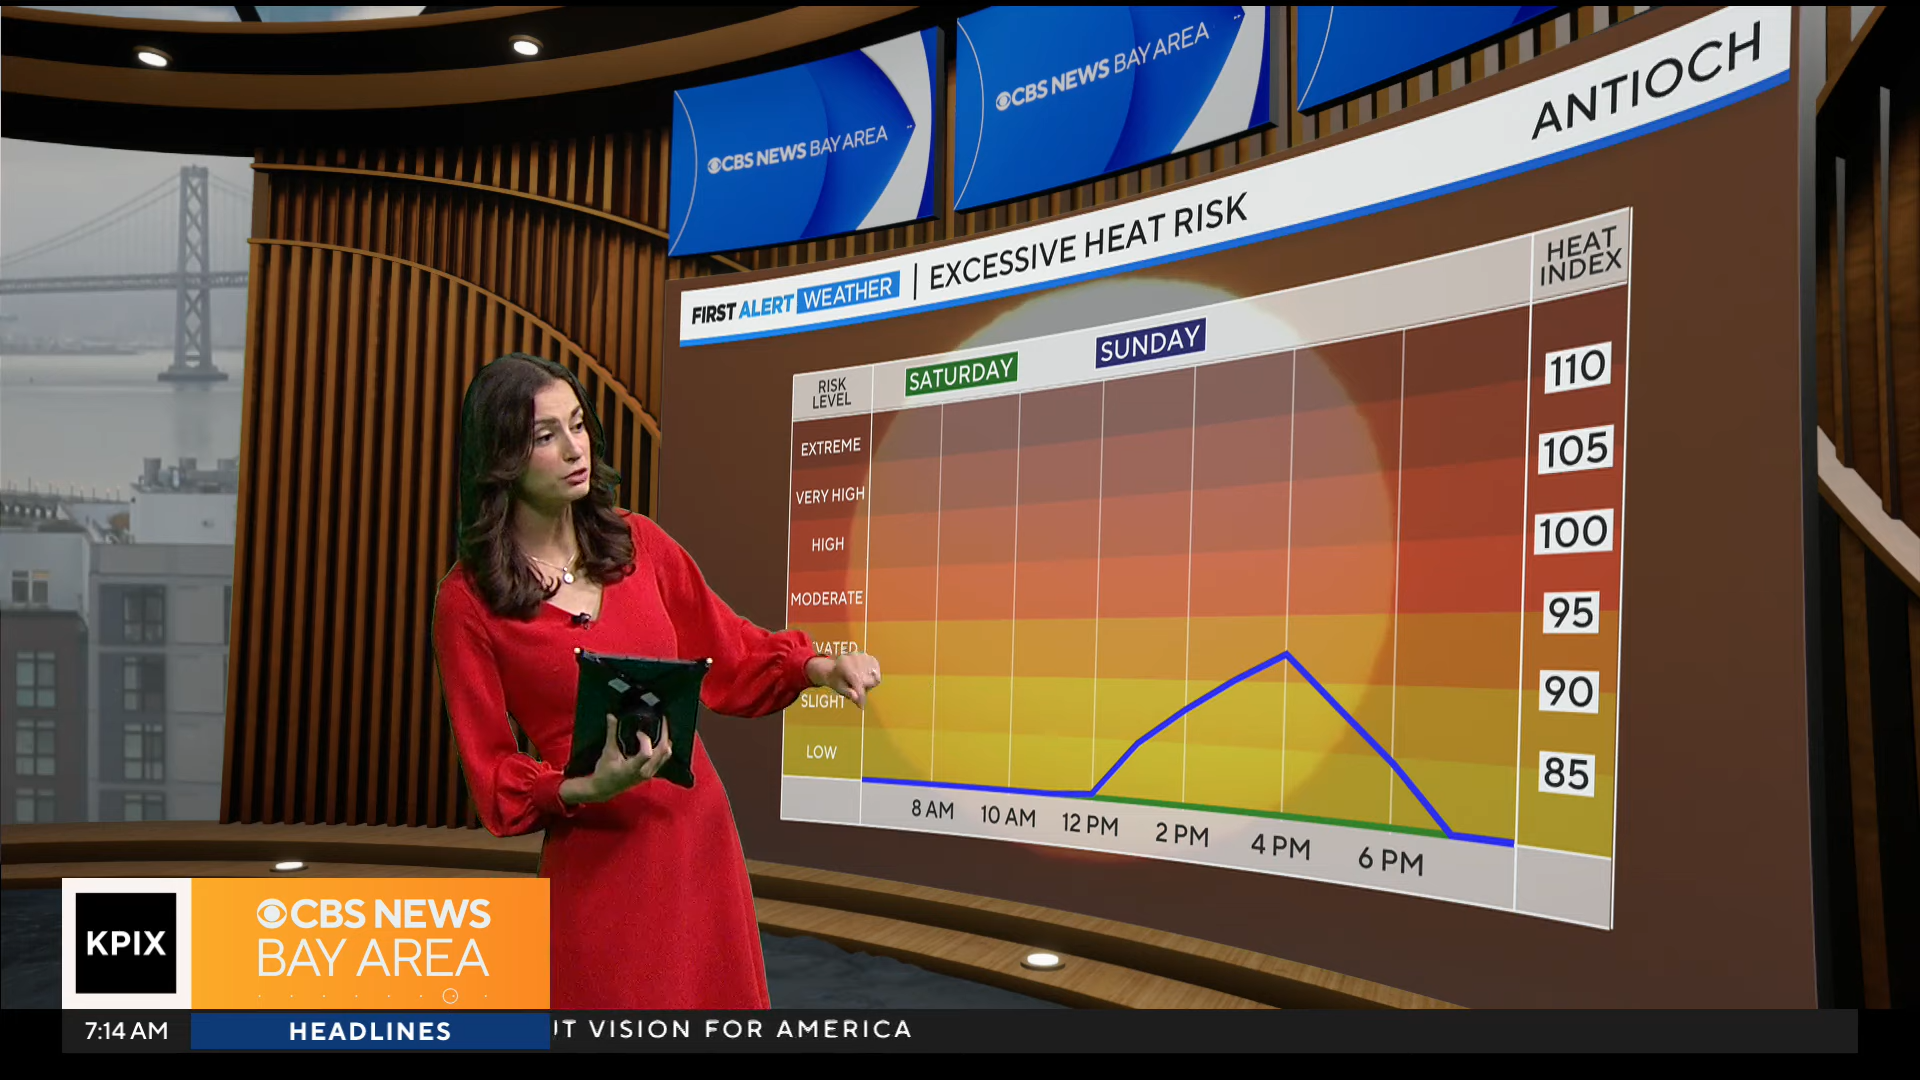 CBS NEWS BAY AREA
CBS NEWS BAY AREA
ANTIOCH
FIRST ALERT WEATHER | EXCESSIVE HEAT RISK
HEAT
INDEX
SATURDAY
SUNDAY
RISK
LEVEL
EXTREME
VERY HIGH
HIGH
MODERATE
VATED
SLIGHT
LOW
110
105
100
95
90
85
8 AM
10 AM
12 PM
2 PM
4 PM
6 PM
KPIX
CBS NEWS
BAY AREA
7:14 AM
HEADLINES
UT VISION FOR AMERICA